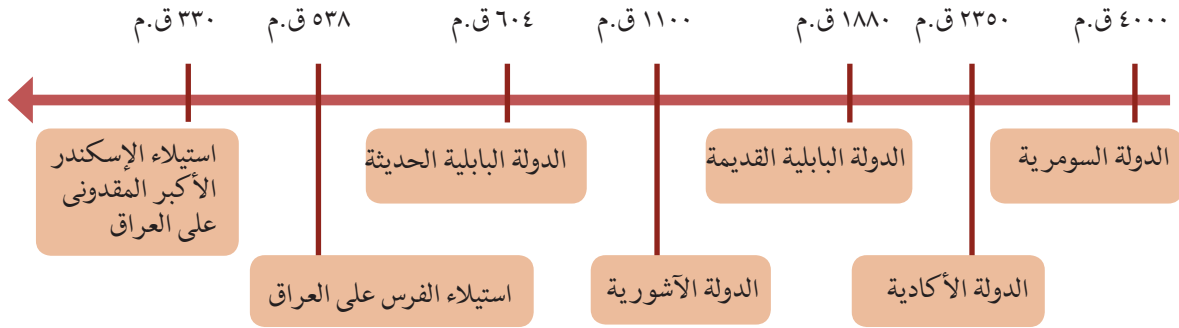 ٤٠٠٠ ق.م
٢٣٥٠ ق.م
١٨٨٠ ق.م
١١٠٠ ق.م
٦٠٤ ق.م
٥٣٨ ق.م
٣٣٠ ق.م
الدولة السومرية
الدولة البابلية القديمة
الدولة البابلية الحديثة
استيلاء الإسكندر
الأكبر المقدونى
على العراق
الدولة الأكادية
الدولة الآشورية
استيلاء الفرس على العراق